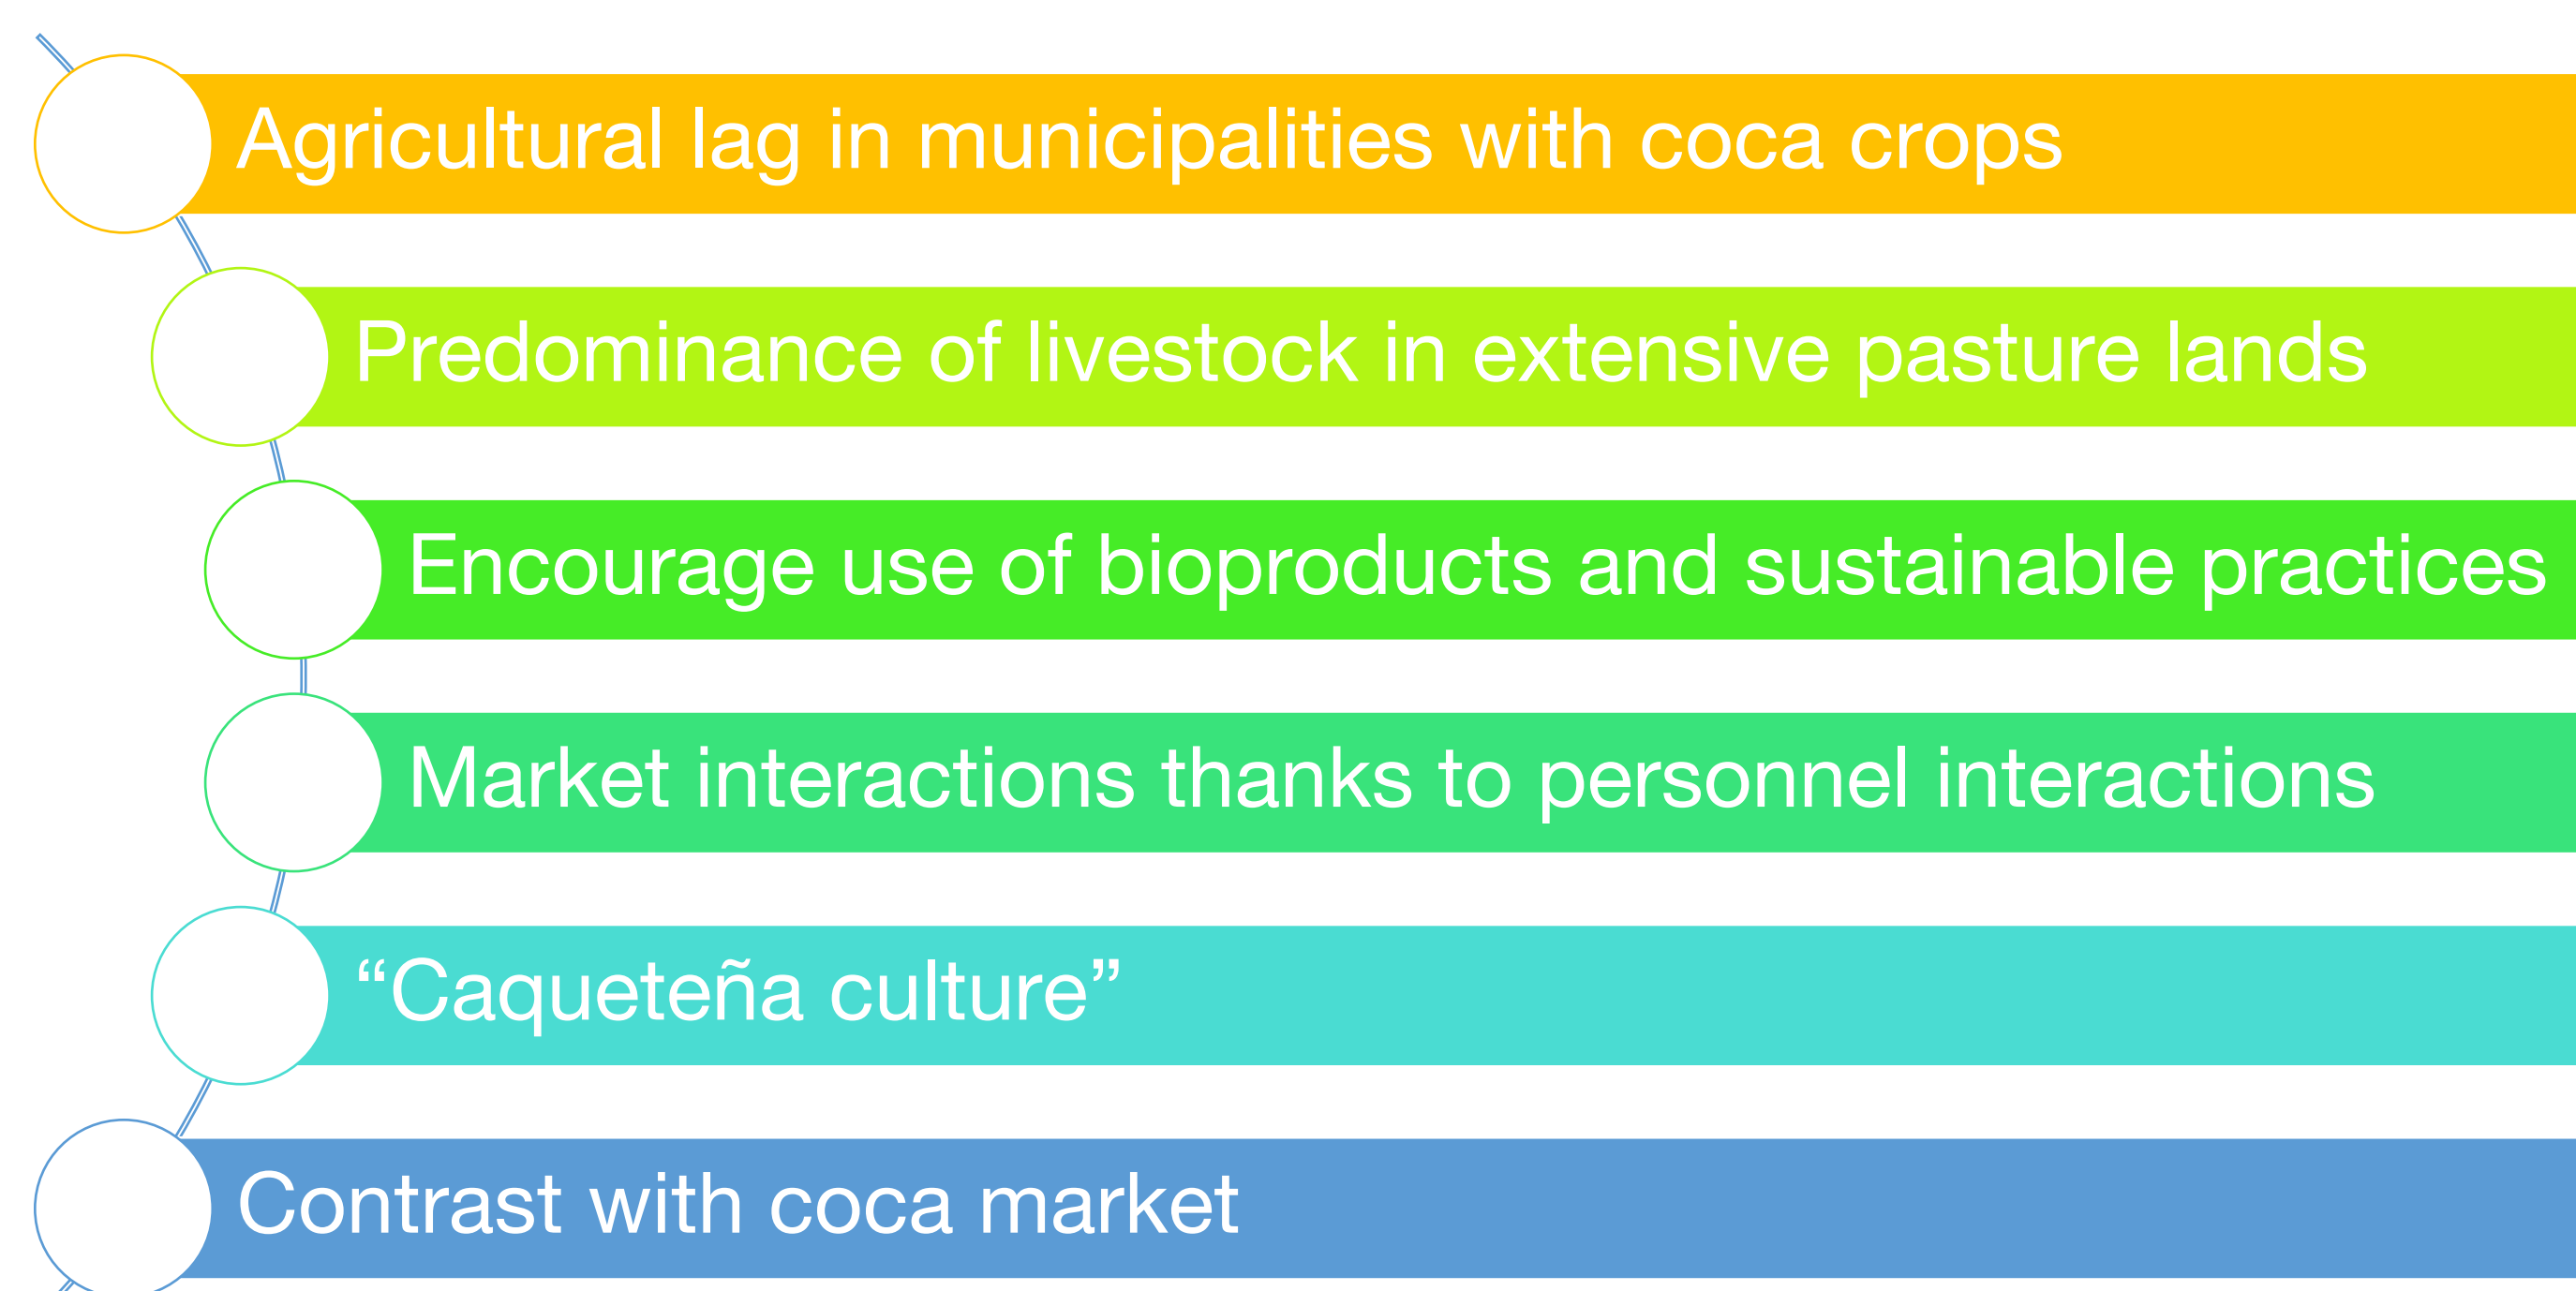 Agricultural lag in municipalities with coca crops
Predominance of livestock in extensive pasture lands
Encourage use of bioproducts and sustainable practices
Market interactions thanks to personnel interactions
“Caqueteña culture”
Contrast with coca market